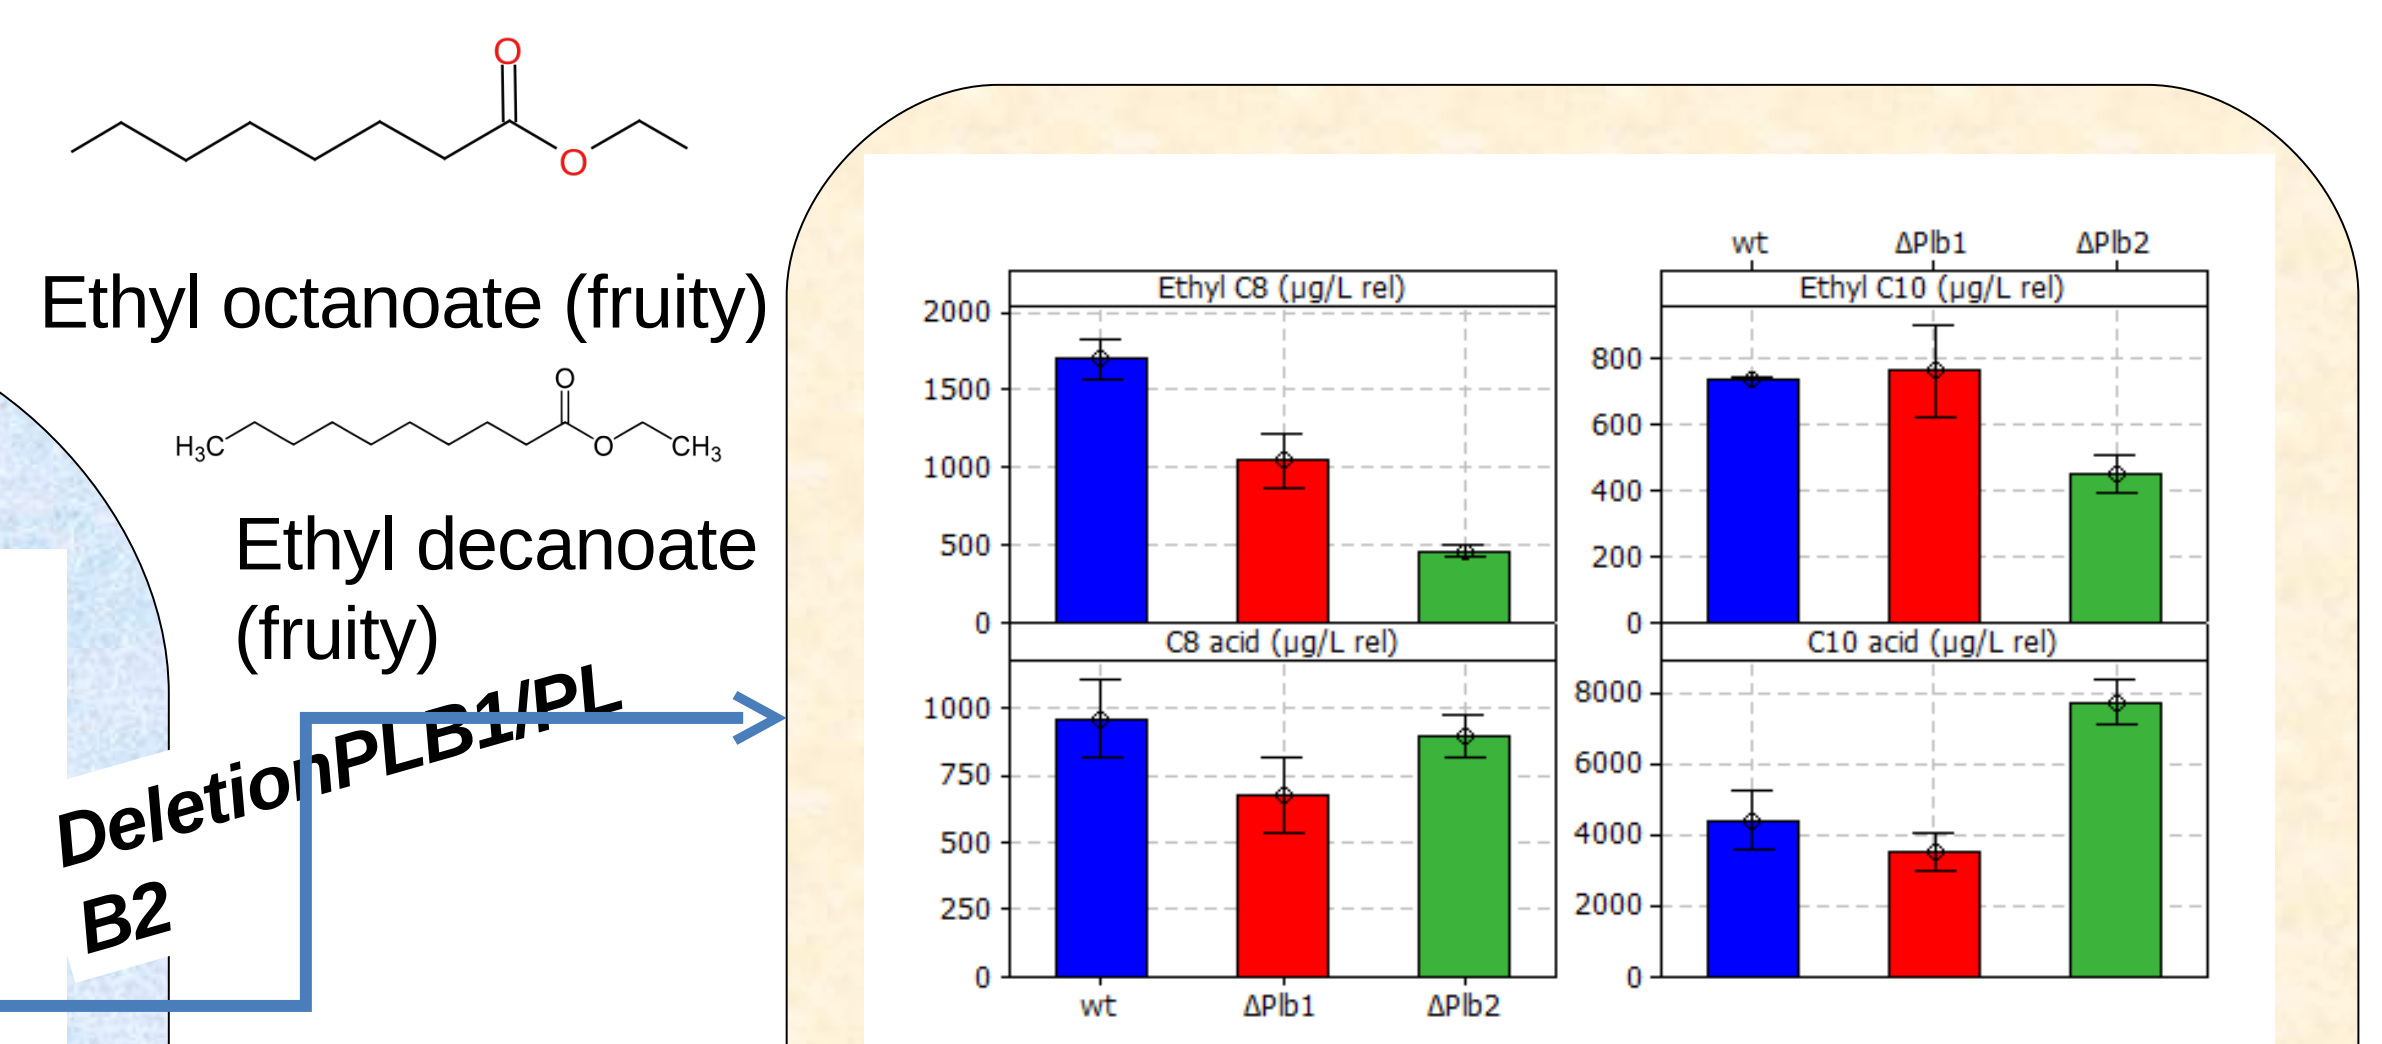 O
O
Ethyl octanoate (fruity)
O
H3C
O
CH3
Ethyl decanoate
(fruity)
DeletionPLB1/PL
B2
wt ΔPlb1 ΔPlb2
Ethyl C8 (µg/L rel)
2000
1500
1000
500
0
Ethyl C10 (µg/L rel)
800
600
400
200
0
C8 acid (µg/L rel)
1000
750
500
250
0
C10 acid (µg/L rel)
8000
6000
4000
2000
0
wt ΔPlb1 ΔPlb2